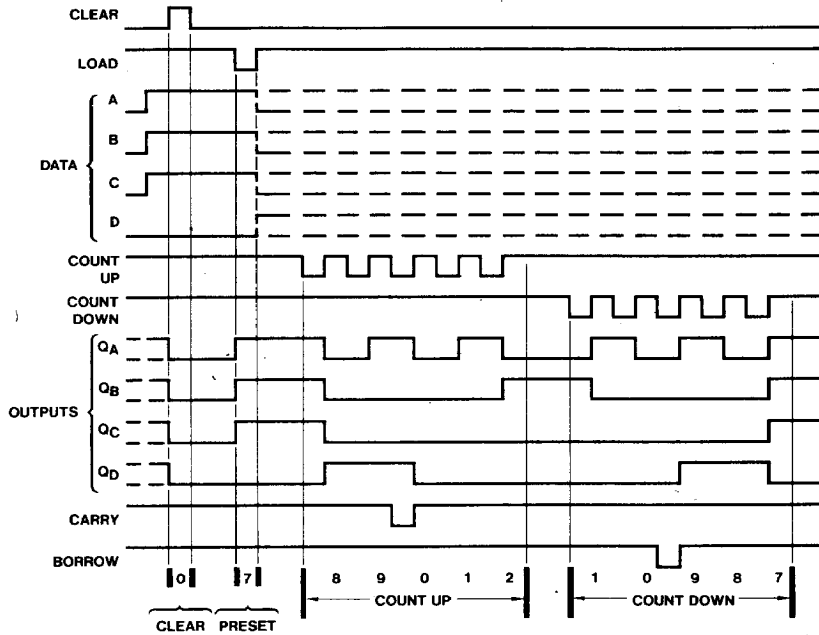 CLEAR
LOAD
A
B
DATA
C
D
COUNT
UP
COUNT
DOWN
QA
QB
OUTPUTS
QC
QD
CARRY
BORROW
0 7 8 9 0 1 2 1 0 9 8 7
COUNT UP COUNT DOWN
CLEAR PRESET